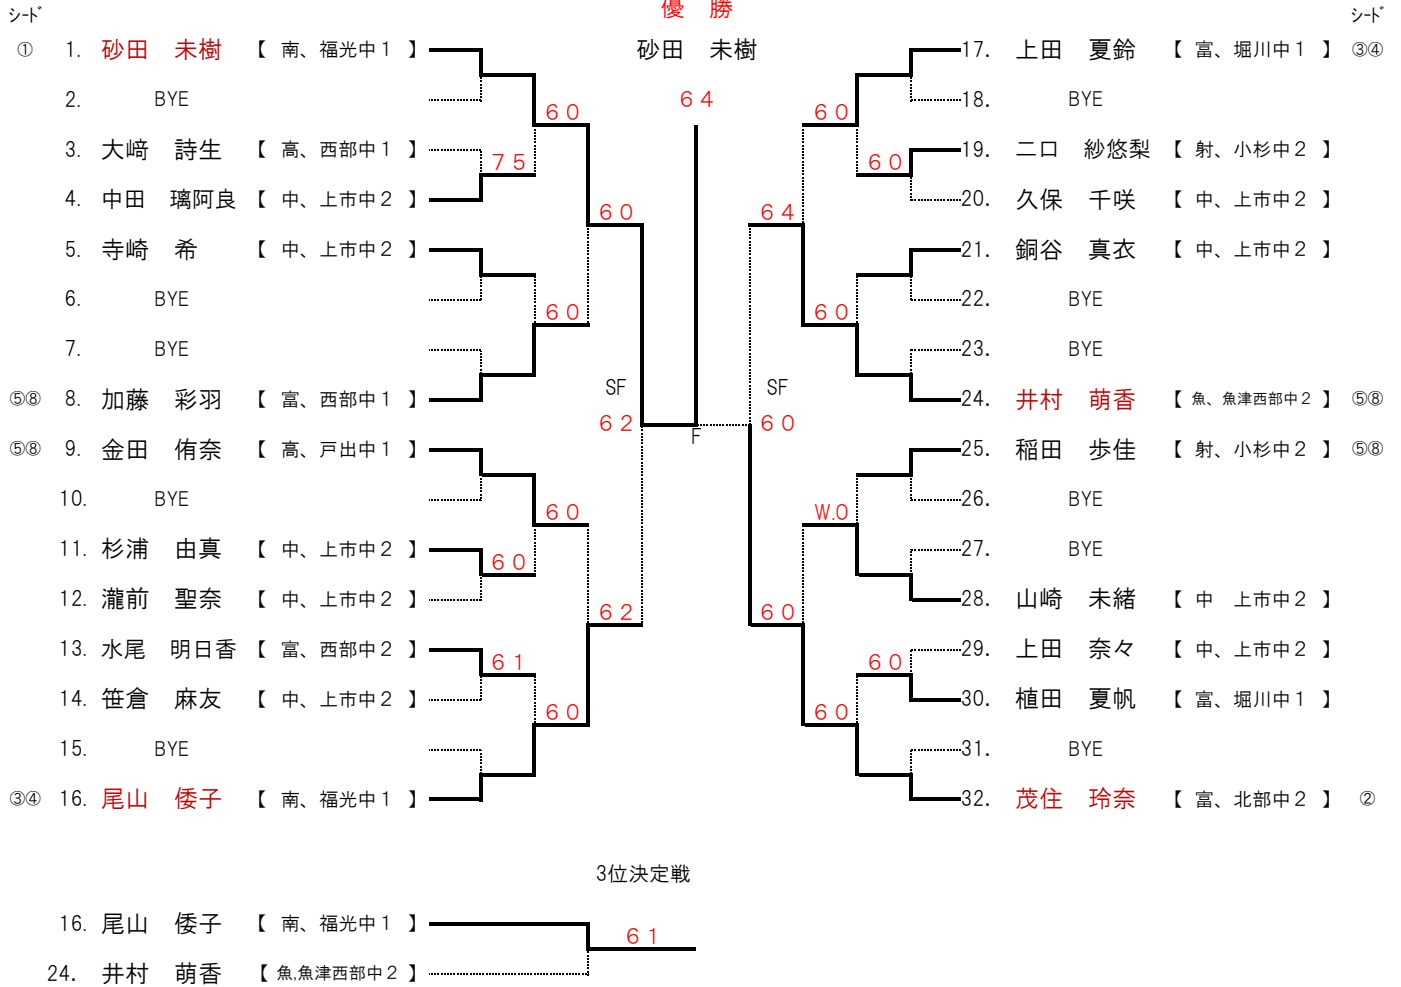 優　勝
ｼｰﾄﾞ ｼｰﾄﾞ
① 1. 砂田　未樹 【 南、福光中１ 】 砂田　未樹 17. 上田　夏鈴 【 富、堀川中１ 】 ③④
2. BYE ６０ ６４ ６０ 18. BYE
3. 大﨑　詩生 【 高、西部中１ 】 ７５ ６０ 19. 二口　紗悠梨 【 射、小杉中２ 】
4. 中田　璃阿良 【 中、上市中２ 】 ６０ ６４ 20. 久保　千咲 【 中、上市中２ 】
5. 寺崎　希 【 中、上市中２ 】 21. 銅谷　真衣 【 中、上市中２ 】
6. BYE ６０ ６０ 22. BYE
7. BYE 23. BYE
SF SF
⑤⑧ 8. 加藤　彩羽 【 富、西部中１ 】 24. 井村　萌香 【 魚、魚津西部中２ 】 ⑤⑧
６２ F ６０
⑤⑧ 9. 金田　侑奈 【 高、戸出中１ 】 25. 稲田　歩佳 【 射、小杉中２ 】 ⑤⑧
10. BYE ６０ W.O 26. BYE
11. 杉浦　由真 【 中、上市中２ 】 ６０ 27. BYE
12. 瀧前　聖奈 【 中、上市中２ 】 ６２ ６０ 28. 山崎　未緒 【 中　上市中２ 】
13. 水尾　明日香 【 富、西部中２ 】 ６１ ６０ 29. 上田　奈々 【 中、上市中２ 】
14. 笹倉　麻友 【 中、上市中２ 】 ６０ ６０ 30. 植田　夏帆 【 富、堀川中１ 】
15. BYE 31. BYE
③④ 16. 尾山　倭子 【 南、福光中１ 】 32. 茂住　玲奈 【 富、北部中２ 】 ②
3位決定戦
16. 尾山　倭子 【 南、福光中１ 】
６１
24. 井村　萌香 【 魚,魚津西部中２ 】